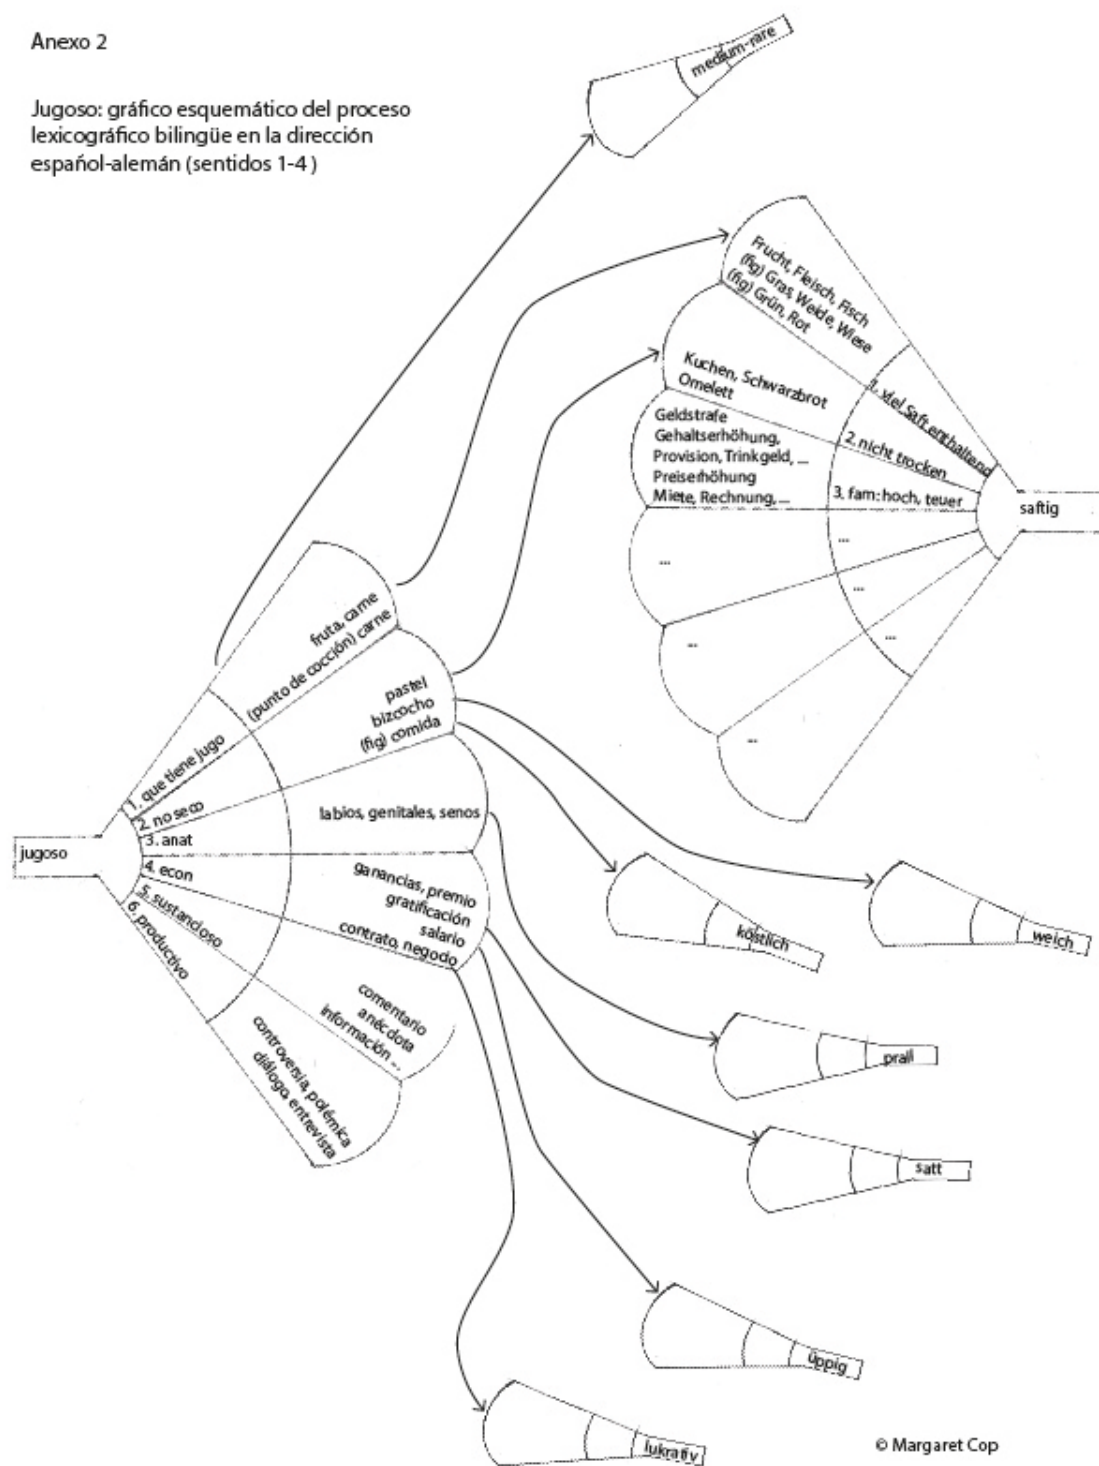 Anexo 2
Jugoso: gráfico esquemático del proceso
lexicográfico bilingüe en la dirección
español-alemán (sentidos 1-4 )
medium-rare
Frucht, Fleisch, Fisch
(fig) Gras, Weide, Wiese
(fig) Grün, Rot
1. viel Saft enthaltend
Kuchen, Schwarzbrot
Omelett
2. nicht trocken
Geldstrafe
Gehaltserhöhung,
Provision, Trinkgeld, ...
Preiserhöhung
Miete, Rechnung, ...
3. fam: hoch, teuer
saftig
...
...
...
...
...
...
jugoso
1. que tiene jugo
fruta, carne
(punto de cocción) carne
2. no seco
pastel
bizcocho
(fig) comida
3. anat
labios, genitales, senos
4. econ
ganancias, premio
gratificación
salario
contrato, negodo
5. sustancioso
comentario
anécdota
información ...
6. productivo
controversia, polémica
diálogo, entrevista
köstlich
weich
prall
satt
üppig
lukrativ
© Margaret Cop